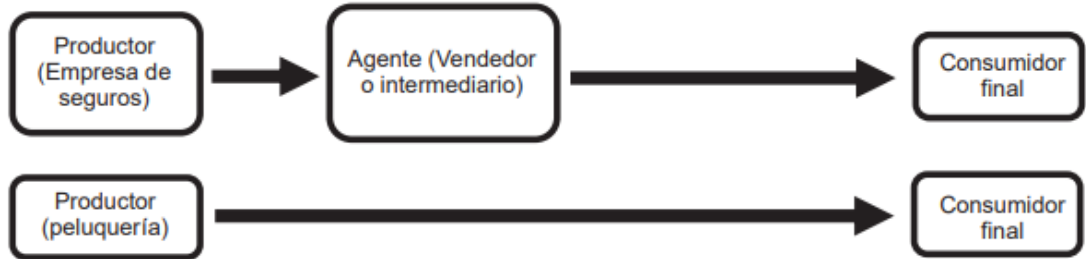 Productor
(Empresa de
seguros)
Agente (Vendedor
o intermediario)
Consumidor
final
Productor
(peluquería)
Consumidor
final